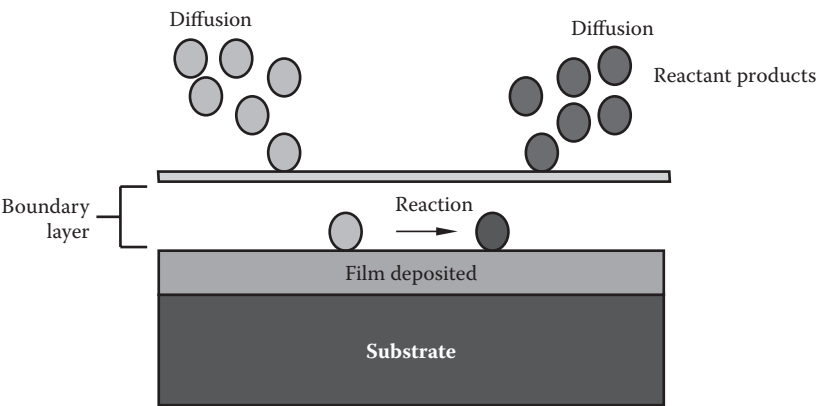 Diffusion
Diffusion
Reactant products
Boundary
layer
Reaction
Film deposited
Substrate